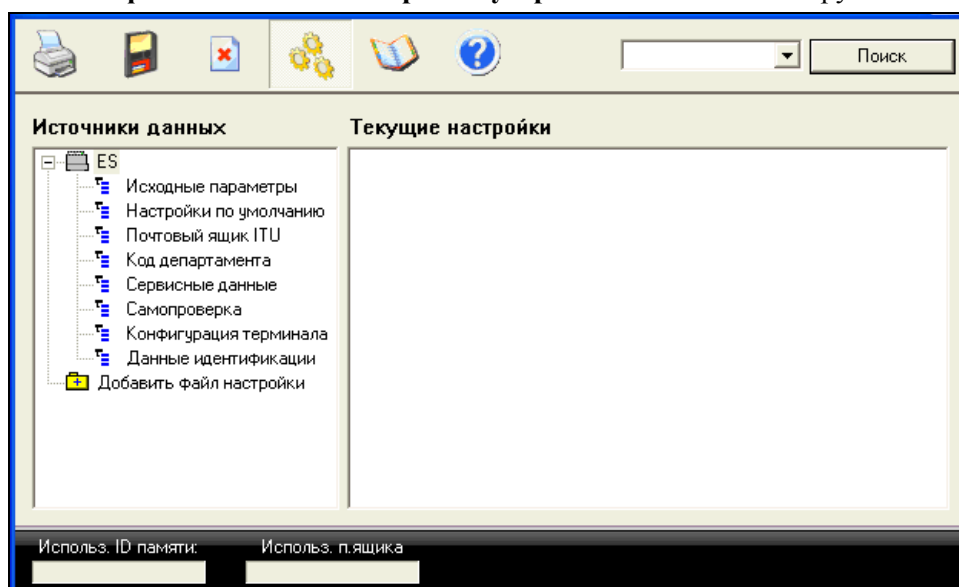 Поиск
Источники данных
Текущие настройки
ES
Исходные параметры
Настройки по умолчанию
Почтовый ящик ITU
Код департамента
Сервисные данные
Самопроверка
Конфигурация терминала
Данные идентификации
Добавить файл настройки
Использ. ID памяти:
Использ. п.ящика